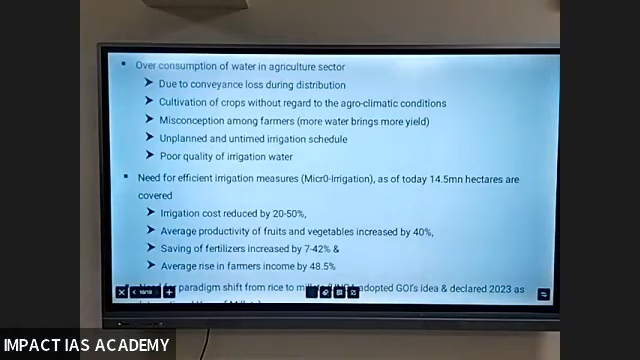 Over consumption of water in agriculture sector
Due to conveyance loss during distribution
Cultivation of crops without regard to the agro-climatic conditions
Misconception among farmers (more water brings more yield)
Unplanned and untimed irrigation schedule
Poor quality of irrigation water
Need for efficient irrigation measures (Micr0-Irrigation), as of today 14.5mn hectares are
covered
Irrigation cost reduced by 20-50%,
Average productivity of fruits and vegetables increased by 40%,
Saving of fertilizers increased by 7-42% &
Average rise in farmers income by 48.5%
paradigm shift from rice to adopted GOI's idea & declared 2023 as
IMPACT IAS ACADEMY